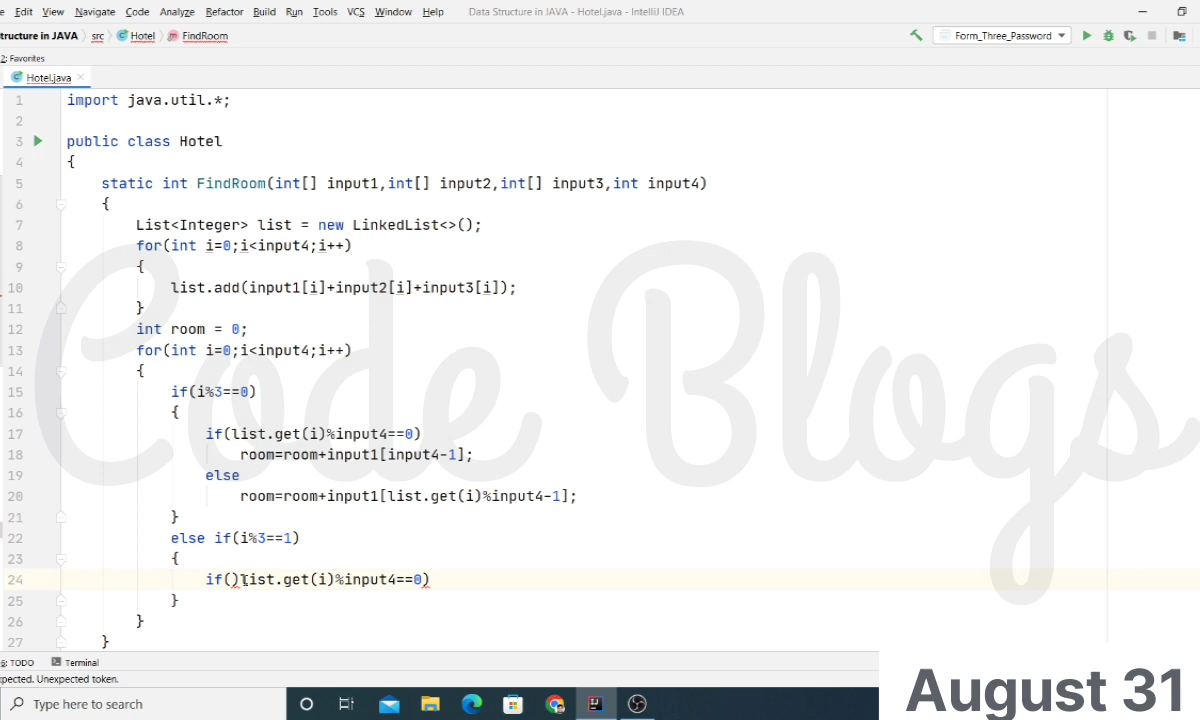 e Edit View Navigate Code Analyze Refactor Build Run Tools VCS Window Help Data Structure in JAVA - Hotel.java - IntelliJ IDEA
tructure in JAVA src Hotel FindRoom Form_Three_Password
2: Favorites
Hotel.java
1 import java.util.*;
2
3 public class Hotel
4 {
5 static int FindRoom(int[] input1,int[] input2,int[] input3,int input4)
6 {
7 List<Integer> list = new LinkedList<>();
8 for(int i=0;i<input4;i++)
9 {
10 list.add(input1[i]+input2[i]+input3[i]);
11 }
12 int room = 0;
13 for(int i=0;i<input4;i++)
14 {
15 if(i%3==0)
16 {
17 if(list.get(i)%input4==0)
18 room=room+input1[input4-1];
19 else
20 room=room+input1[list.get(i)%input4-1];
21 }
22 else if(i%3==1)
23 {
24 if()list.get(i)%input4==0)
25 }
26 }
27 }
Code Blogs
6: TODO Terminal
pected. Unexpected token.
Type here to search
August 31